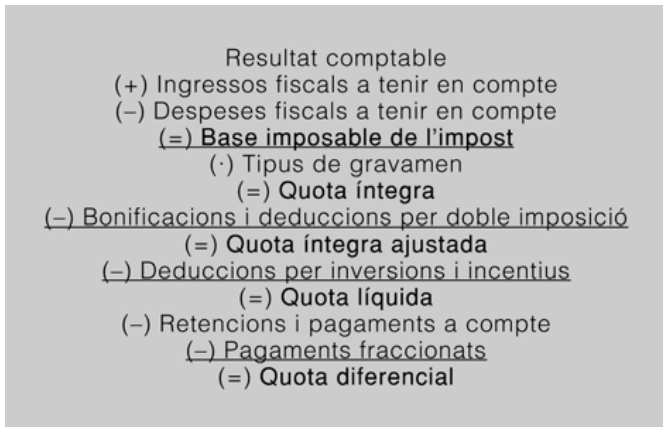 Resultat comptable
(+) Ingressos fiscals a tenir en compte
(–) Despeses fiscals a tenir en compte
(=) Base imposable de l'impost
(·) Tipus de gravamen
(=) Quota íntegra
(–) Bonificacions i deduccions per doble imposició
(=) Quota íntegra ajustada
(–) Deduccions per inversions i incentius
(=) Quota líquida
(–) Retencions i pagaments a compte
(–) Pagaments fraccionats
(=) Quota diferencial